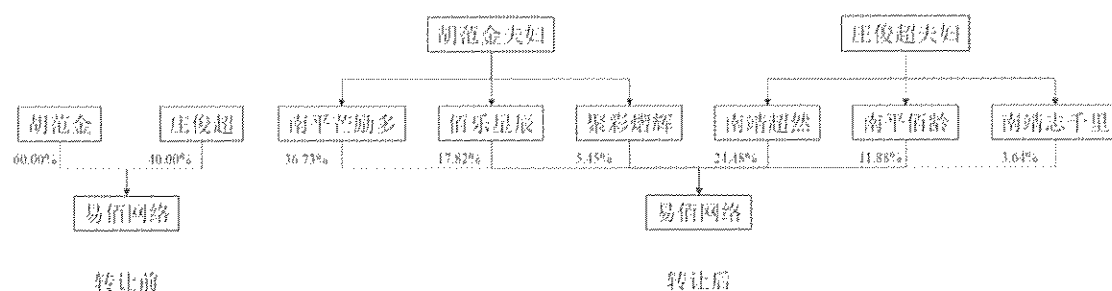 胡范金夫妇 庄俊超夫妇
胡范金 庄俊超 南平芒励多 佰乐星辰 聚彩熠辉 南靖超然 南平佰龄 南靖志千里
60.00% 40.00% 36.73% 17.82% 5.45% 24.48% 11.88% 3.64%
易佰网络 易佰网络
转让前 转让后